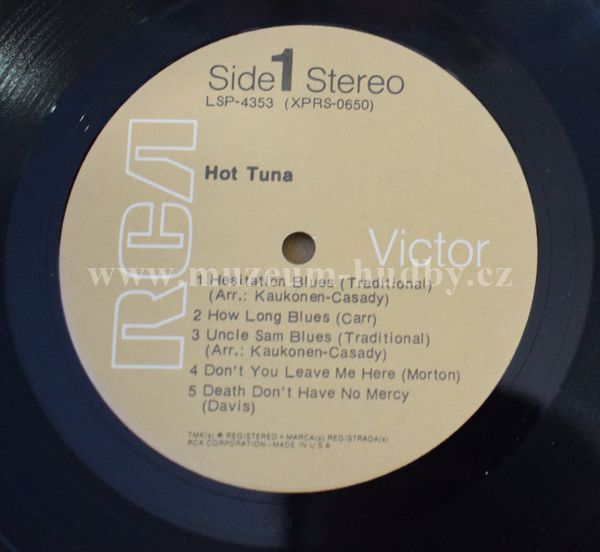 Side 1 Stereo
LSP-4353 (XPRS-0650)
Hot Tuna
RCA
Victor
www.muzeum-hudby.cz
1 Hesitation Blues (Traditional)
(Arr.: Kaukonen-Casady)
2 How Long Blues (Carr)
3 Uncle Sam Blues (Traditional)
(Arr.: Kaukonen-Casady)
4 Don't You Leave Me Here (Morton)
5 Death Don't Have No Mercy
(Davis)
TMK(s) ® REGISTERED • MARCA(s) REGISTRADA(s)
RCA CORPORATION—MADE IN U.S.A.